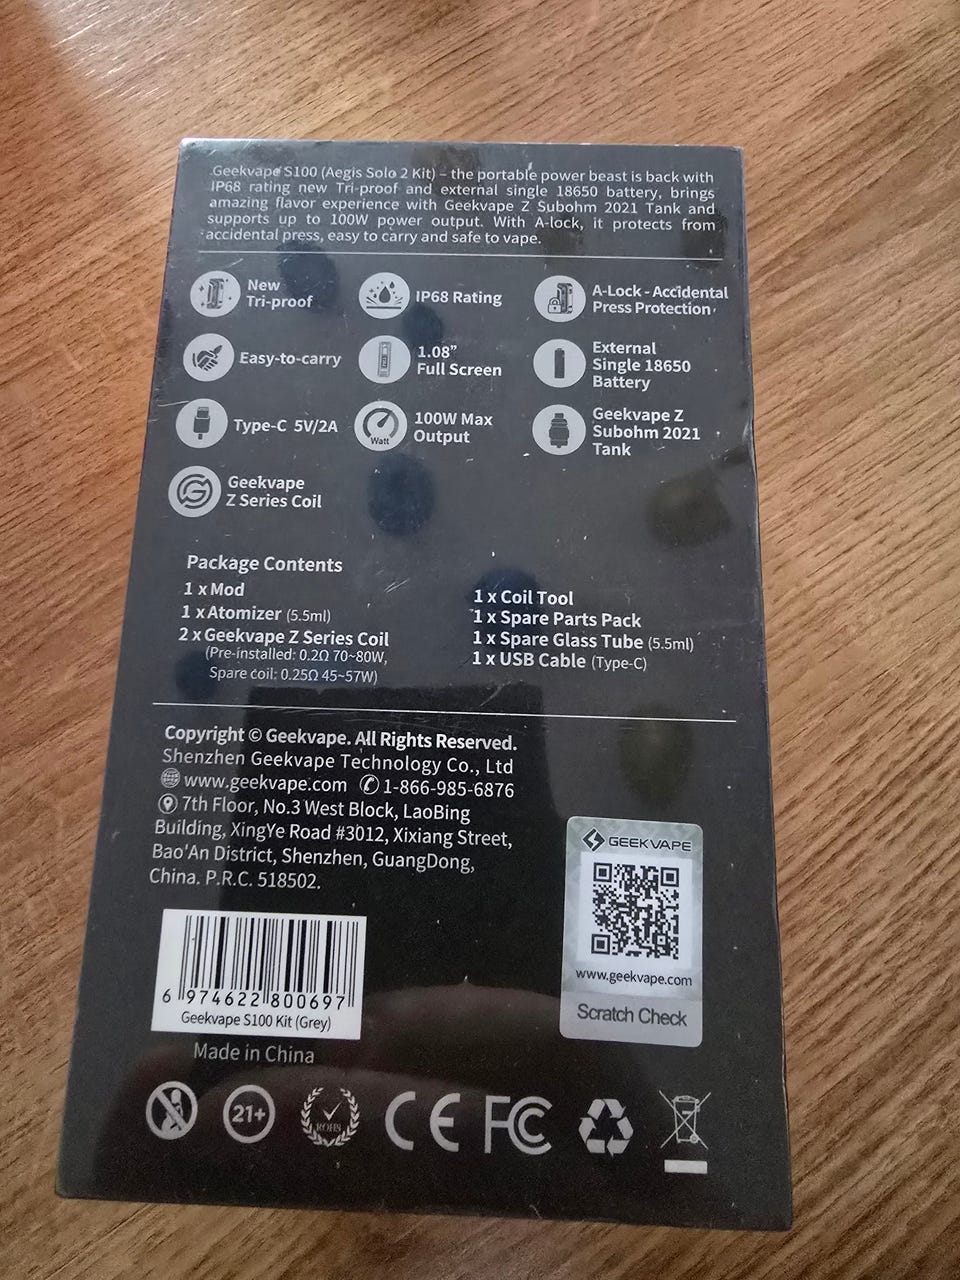 Geekvape S100 (Aegis Solo 2 Kit) – the portable power beast is back with
IP68 rating new Tri-proof and external single 18650 battery, brings
amazing flavor experience with Geekvape Z Subohm 2021 Tank and
supports up to 100W power output. With A-lock, it protects from
accidental press, easy to carry and safe to vape.
New
Tri-proof
IP68 Rating
A-Lock - Accidental
Press Protection
Easy-to-carry
1.08”
Full Screen
External
Single 18650
Battery
Type-C 5V/2A
Watt
100W Max
Output
Geekvape Z
Subohm 2021
Tank
Geekvape
Z Series Coil
Package Contents
1 x Mod
1 x Atomizer (5.5ml)
2 x Geekvape Z Series Coil
(Pre-installed: 0.2Ω 70~80W,
Spare coil: 0.25Ω 45~57W)
1 x Coil Tool
1 x Spare Parts Pack
1 x Spare Glass Tube (5.5ml)
1 x USB Cable (Type-C)
Copyright © Geekvape. All Rights Reserved.
Shenzhen Geekvape Technology Co., Ltd
www.geekvape.com 1-866-985-6876
7th Floor, No.3 West Block, LaoBing
Building, XingYe Road #3012, Xixiang Street,
Bao'An District, Shenzhen, GuangDong,
China. P.R.C. 518502.
GEEKVAPE
www.geekvape.com
Scratch Check
6 974622 800697
Geekvape S100 Kit (Grey)
Made in China
21+
ROHS
CE
FC